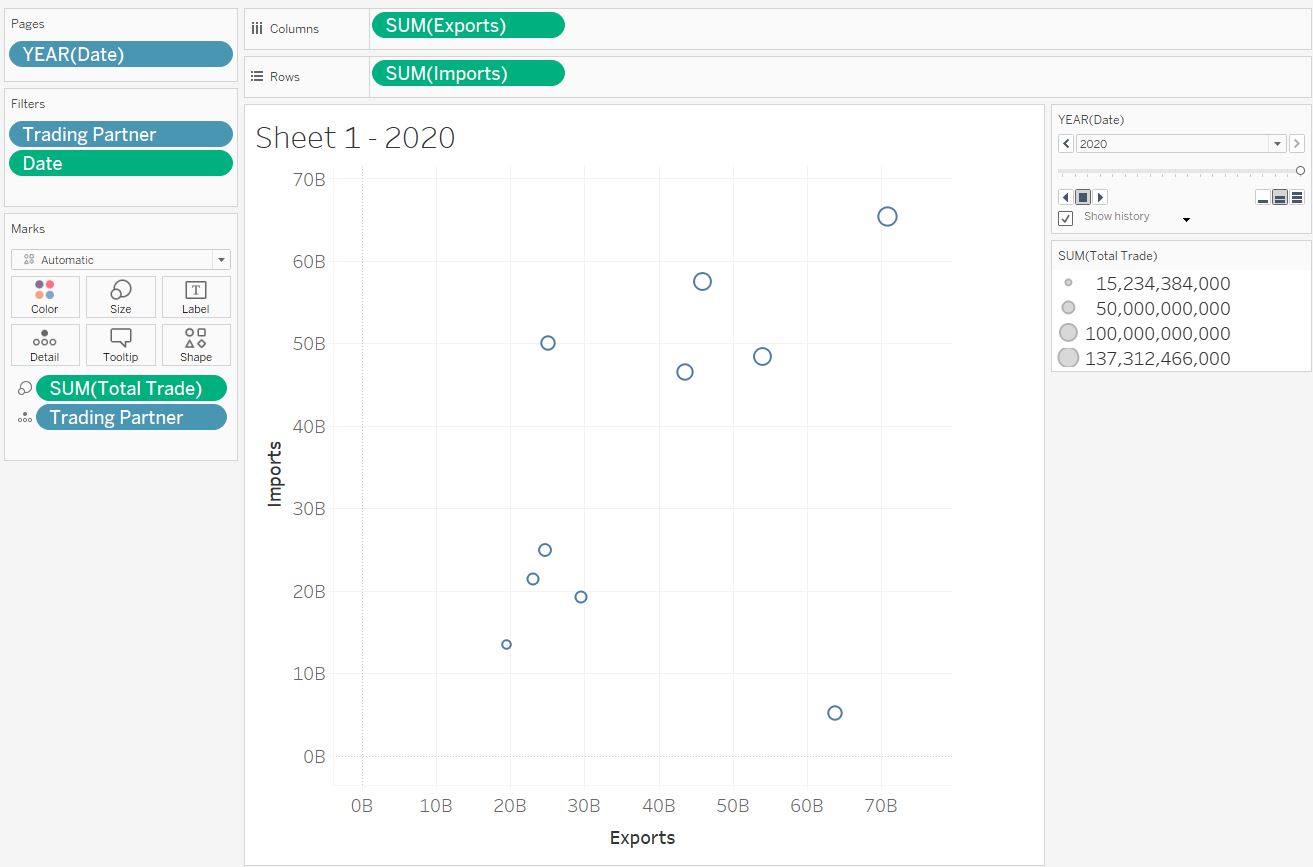 Pages
YEAR(Date)
Filters
Trading Partner
Date
Marks
Automatic
Color
Size
Label
Detail
Tooltip
Shape
SUM(Total Trade)
Trading Partner
Columns
SUM(Exports)
Rows
SUM(Imports)
Sheet 1 - 2020
70B
60B
50B
40B
30B
20B
10B
0B
Imports
0B 10B 20B 30B 40B 50B 60B 70B
Exports
YEAR(Date)
2020
Show history
SUM(Total Trade)
15,234,384,000
50,000,000,000
100,000,000,000
137,312,466,000